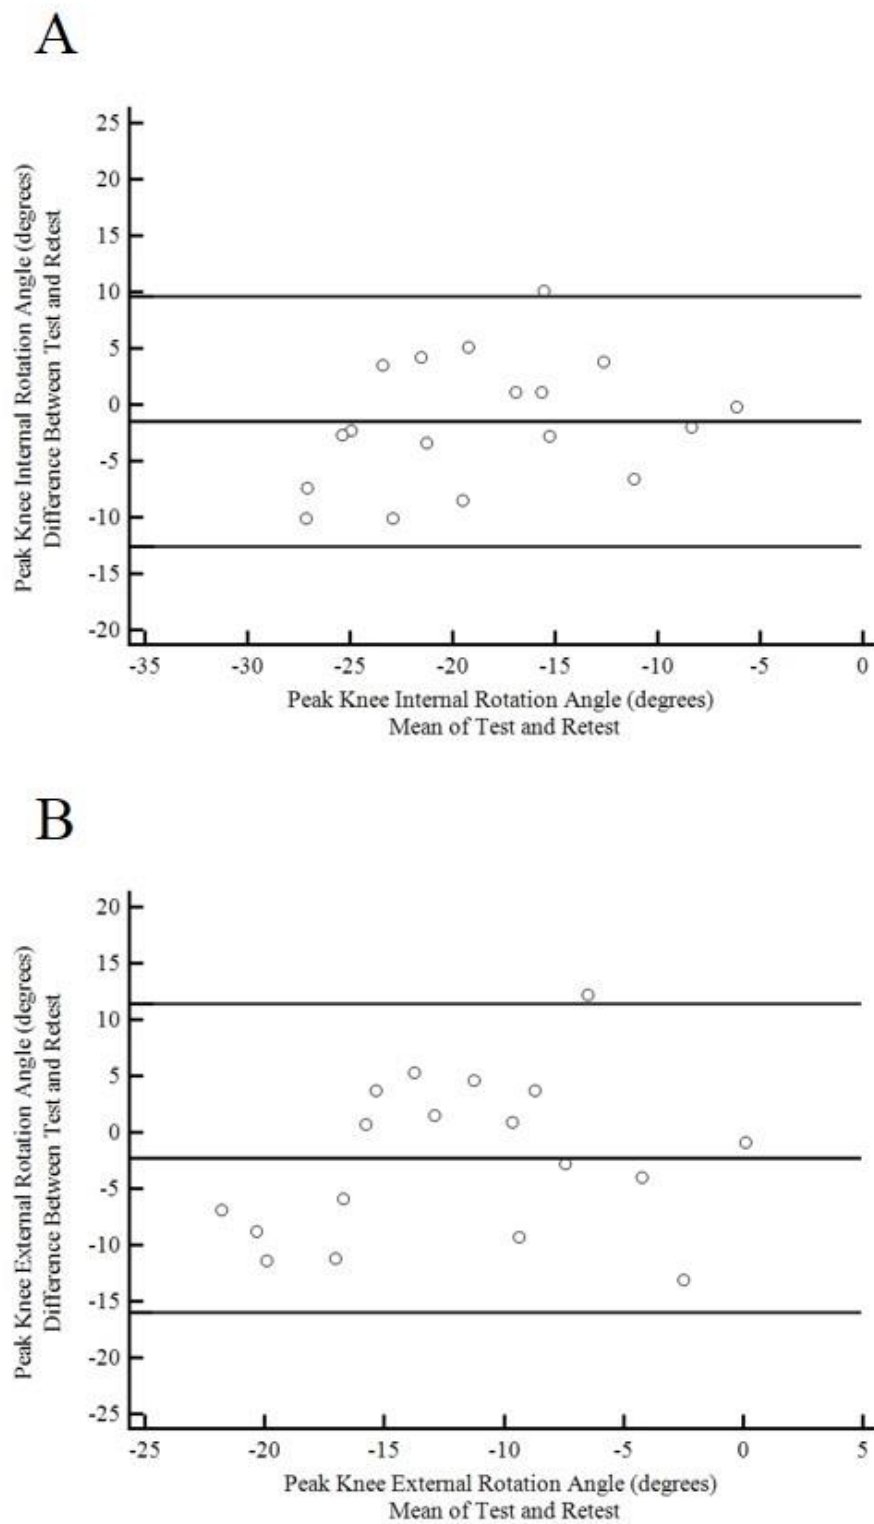 A
Peak Knee Internal Rotation Angle (degrees)
Difference Between Test and Retest
25
20
15
10
5
0
-5
-10
-15
-20
-35 -30 -25 -20 -15 -10 -5 0
Peak Knee Internal Rotation Angle (degrees)
Mean of Test and Retest
B
Peak Knee External Rotation Angle (degrees)
Difference Between Test and Retest
20
15
10
5
0
-5
-10
-15
-20
-25
-25 -20 -15 -10 -5 0 5
Peak Knee External Rotation Angle (degrees)
Mean of Test and Retest